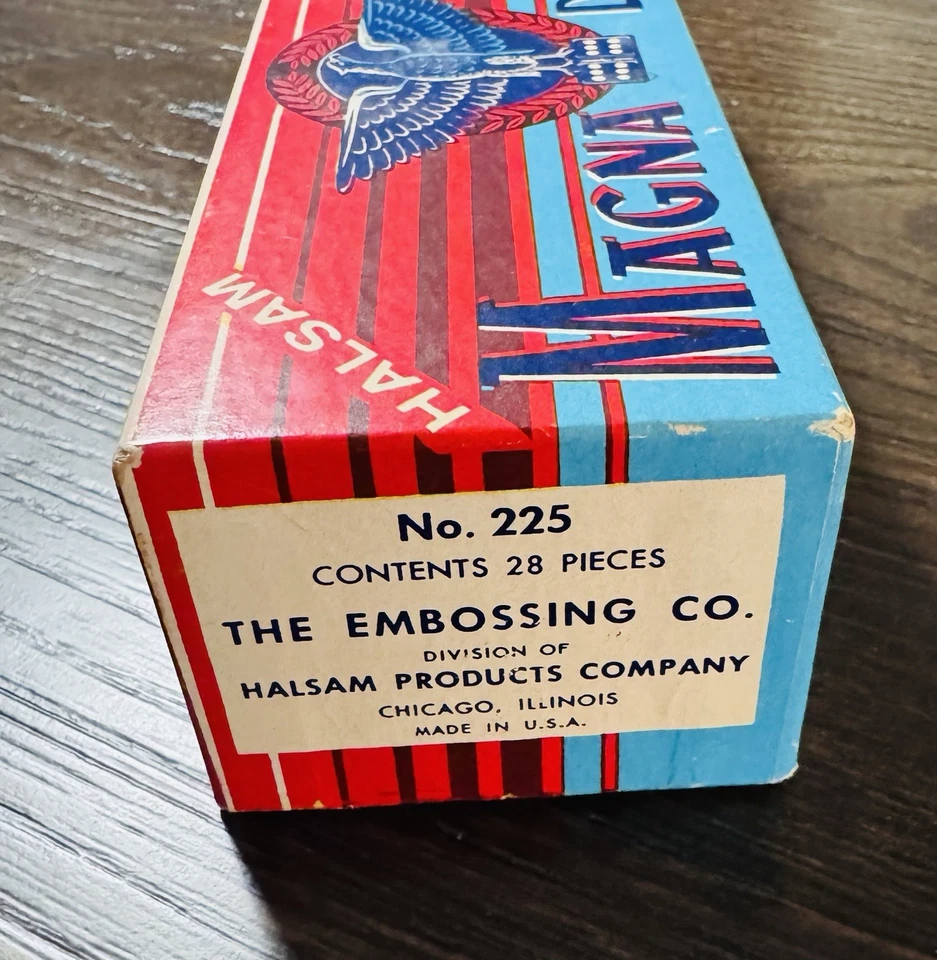 HALSAM
MAGNA D
No. 225
CONTENTS 28 PIECES
THE EMBOSSING CO.
DIVISION OF
HALSAM PRODUCTS COMPANY
CHICAGO, ILLINOIS
MADE IN U.S.A.